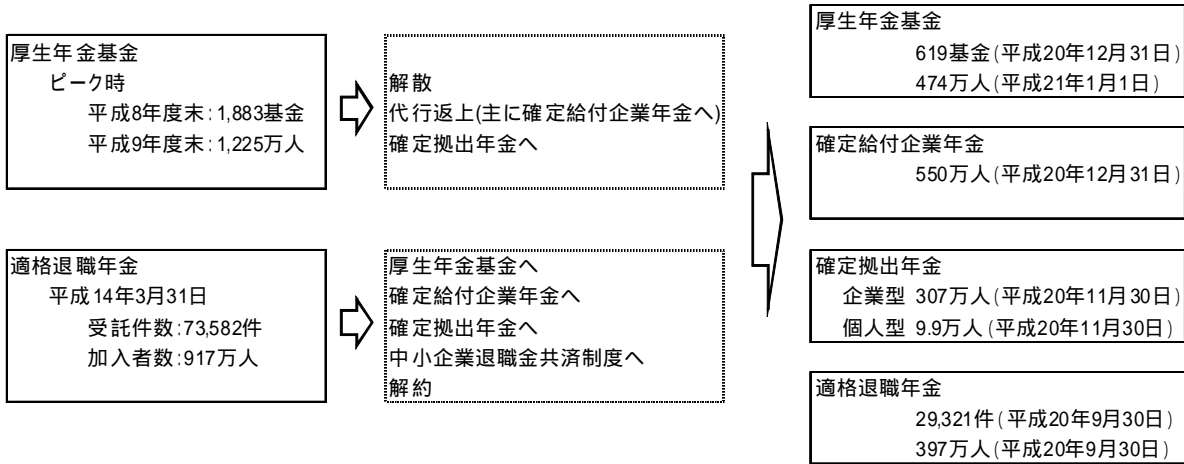 厚生年金基金
ピーク時
平成8年度末：1,883基金
平成9年度末：1,225万人
解散
代行返上(主に確定給付企業年金へ)
確定拠出年金へ
適格退職年金
平成14年3月31日
受託件数：73,582件
加入者数：917万人
厚生年金基金へ
確定給付企業年金へ
確定拠出年金へ
中小企業退職金共済制度へ
解約
厚生年金基金
619基金(平成20年12月31日)
474万人(平成21年1月1日)
確定給付企業年金
550万人(平成20年12月31日)
確定拠出年金
企業型 307万人(平成20年11月30日)
個人型 9.9万人(平成20年11月30日)
適格退職年金
29,321件(平成20年9月30日)
397万人(平成20年9月30日)